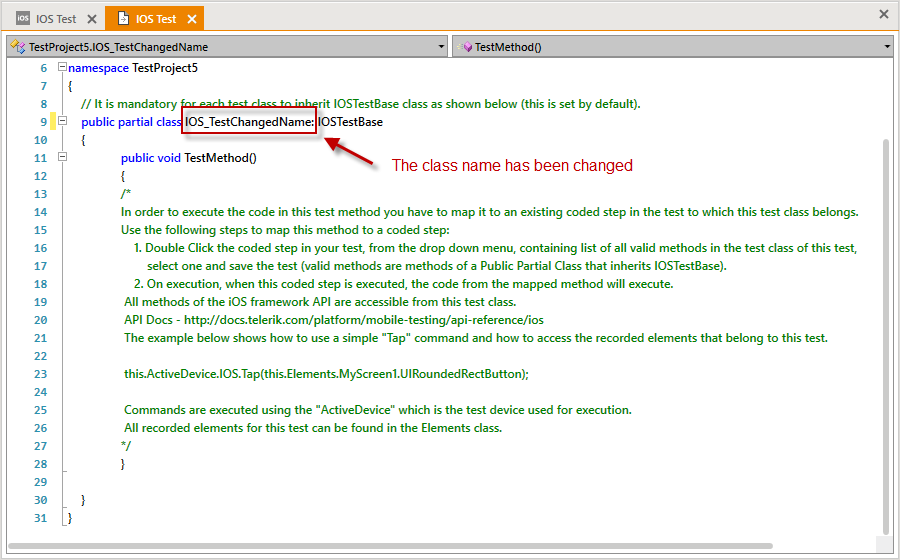 iOS IOS Test IOS Test
TestProject5.IOS_TestChangedName TestMethod()
6 namespace TestProject5
7 {
8 // It is mandatory for each test class to inherit IOSTestBase class as shown below (this is set by default).
9 public partial class IOS_TestChangedName: IOSTestBase
10 {
The class name has been changed
11 public void TestMethod()
12 {
13 /*
14 In order to execute the code in this test method you have to map it to an existing coded step in the test to which this test class belongs.
15 Use the following steps to map this method to a coded step:
16 1. Double Click the coded step in your test, from the drop down menu, containing list of all valid methods in the test class of this test,
17 select one and save the test (valid methods are methods of a Public Partial Class that inherits IOSTestBase).
18 2. On execution, when this coded step is executed, the code from the mapped method will execute.
19 All methods of the iOS framework API are accessible from this test class.
20 API Docs - http://docs.telerik.com/platform/mobile-testing/api-reference/ios
21 The example below shows how to use a simple "Tap" command and how to access the recorded elements that belong to this test.
22
23 this.ActiveDevice.IOS.Tap(this.Elements.MyScreen1.UIRoundedRectButton);
24
25 Commands are executed using the "ActiveDevice" which is the test device used for execution.
26 All recorded elements for this test can be found in the Elements class.
27 */
28 }
29
30 }
31 }